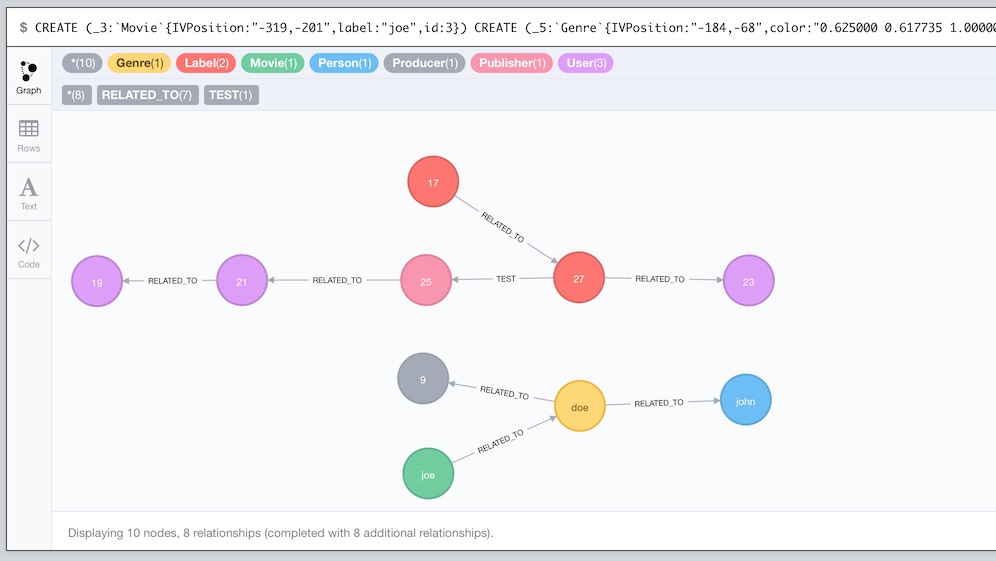 $ CREATE (_3:`Movie`{IVPosition:"-319,-201",label:"joe",id:3}) CREATE (_5:`Genre`{IVPosition:"-184,-68",color:"0.625000 0.617735 1.0000
*(10) Genre(1) Label(2) Movie(1) Person(1) Producer(1) Publisher(1) User(3)
*(8) RELATED_TO(7) TEST(1)
Graph
Rows
A
Text
</>
Code
17
RELATED_TO
19 RELATED_TO 21 RELATED_TO 25 TEST 27 RELATED_TO 23
9 RELATED_TO doe RELATED_TO john
RELATED_TO
joe
Displaying 10 nodes, 8 relationships (completed with 8 additional relationships).